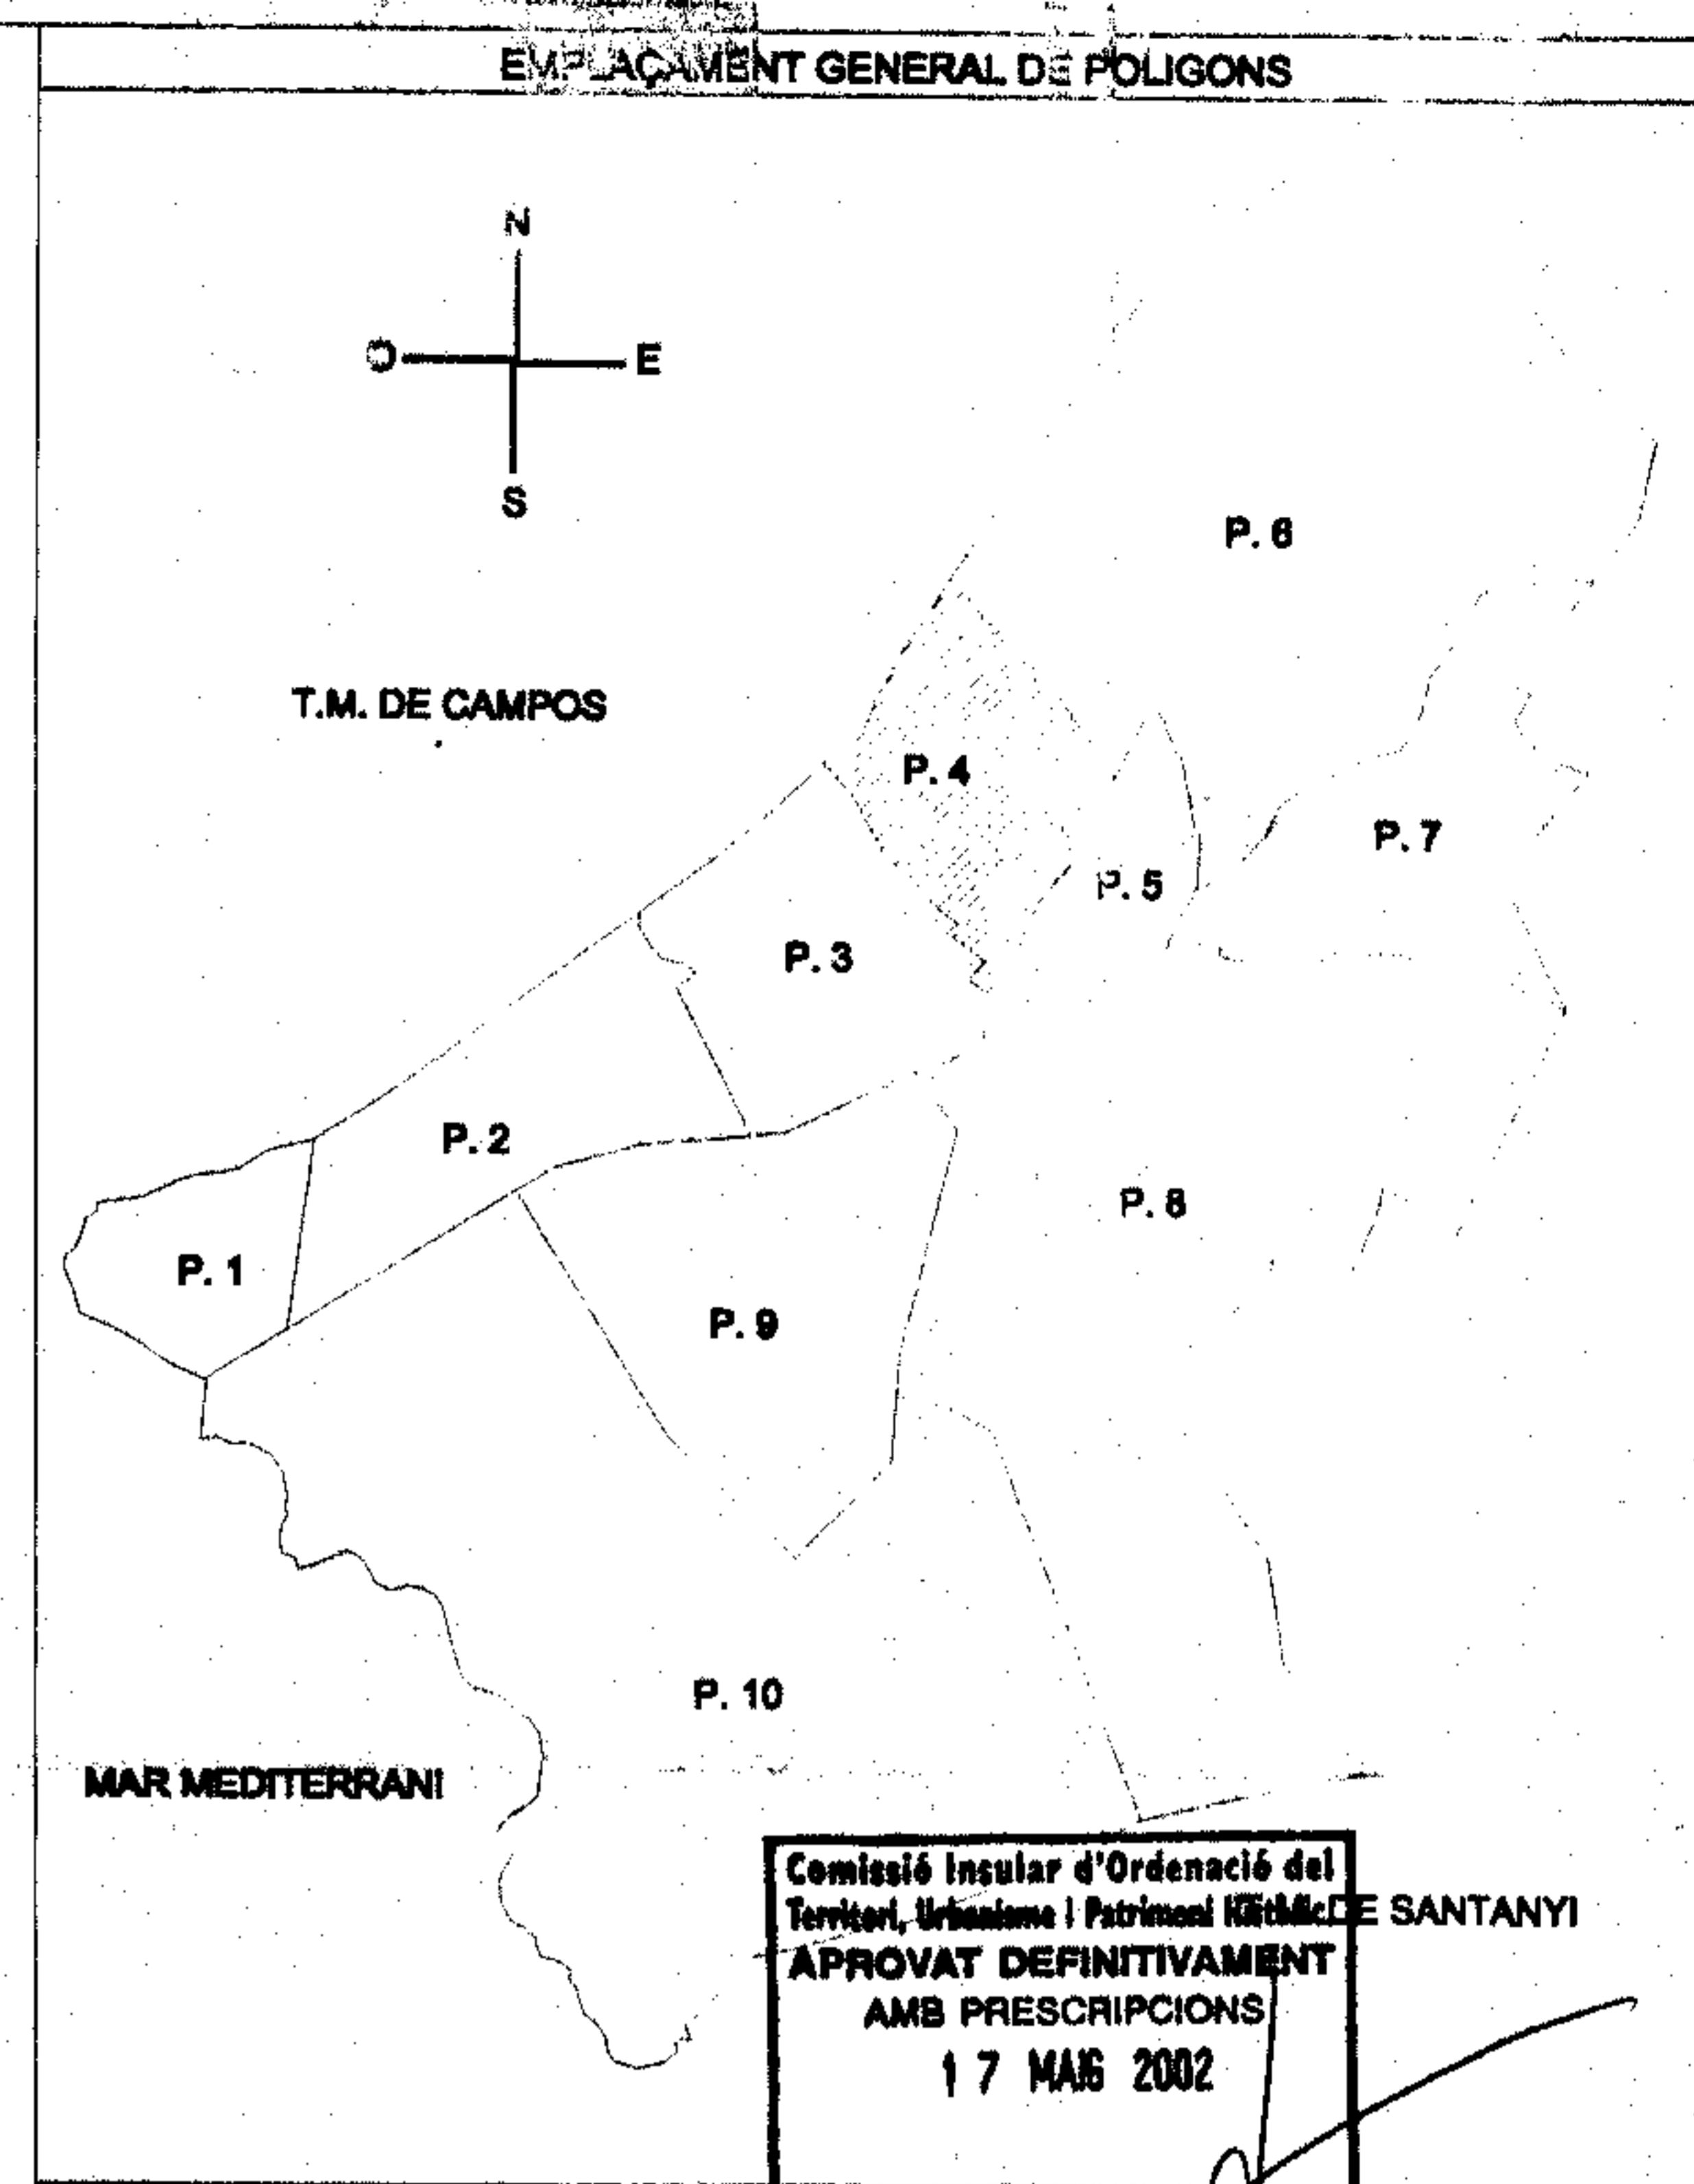 EMPLAÇAMENT GENERAL DE POLIGONS
N
O
E
S
P. 6
T.M. DE CAMPOS
P. 4
P. 7
P. 5
P. 3
P. 2
P. 8
P. 1
P. 9
P. 10
MAR MEDITERRANI
Comissió Insular d'Ordenació del
Territori, Urbanisme i Patrimoni
DE SANTANYI
APROVAT DEFINITIVAMENT
AMB PRESCRIPCIONS
17 MAIG 2002